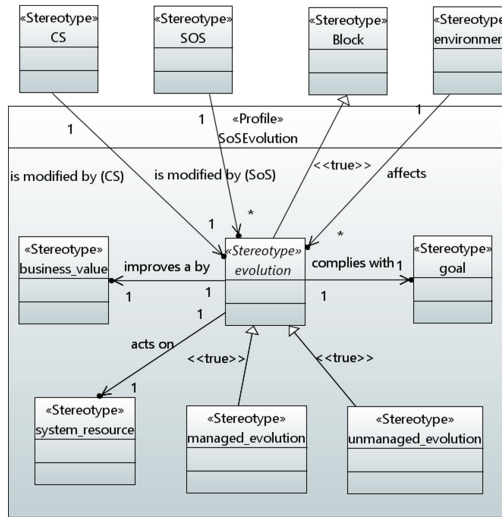 «Stereotype»
CS
«Stereotype»
SOS
«Stereotype»
Block
«Stereotype
environmen
1
1
1
«Profile»
SoSEvolution
<<true>>
is modified by (CS)
is modified by (SoS)
affects
1
*
*
«Stereotype»
business_value
improves a by
1
1
«Stereotype»
evolution
complies with
1
1
«Stereotype»
goal
1
acts on
1
<<true>>
<<true>>
«Stereotype»
system_resource
«Stereotype»
managed_evolution
«Stereotype»
unmanaged_evolution